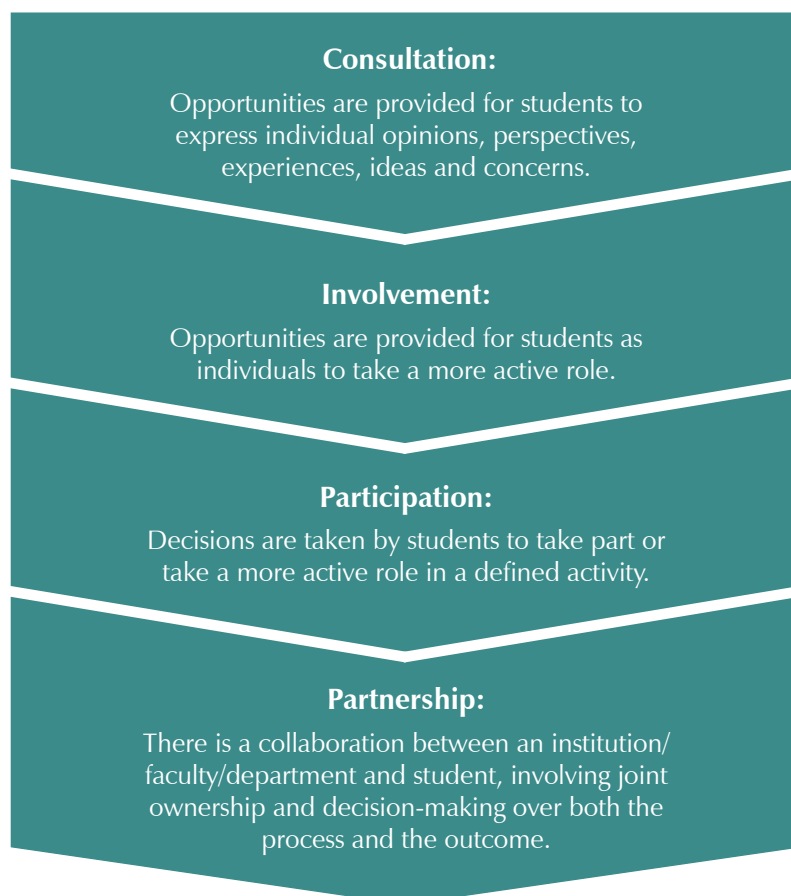 Consultation:
Opportunities are provided for students to
express individual opinions, perspectives,
experiences, ideas and concerns.
Involvement:
Opportunities are provided for students as
individuals to take a more active role.
Participation:
Decisions are taken by students to take part or
take a more active role in a defined activity.
Partnership:
There is a collaboration between an institution/
faculty/department and student, involving joint
ownership and decision-making over both the
process and the outcome.